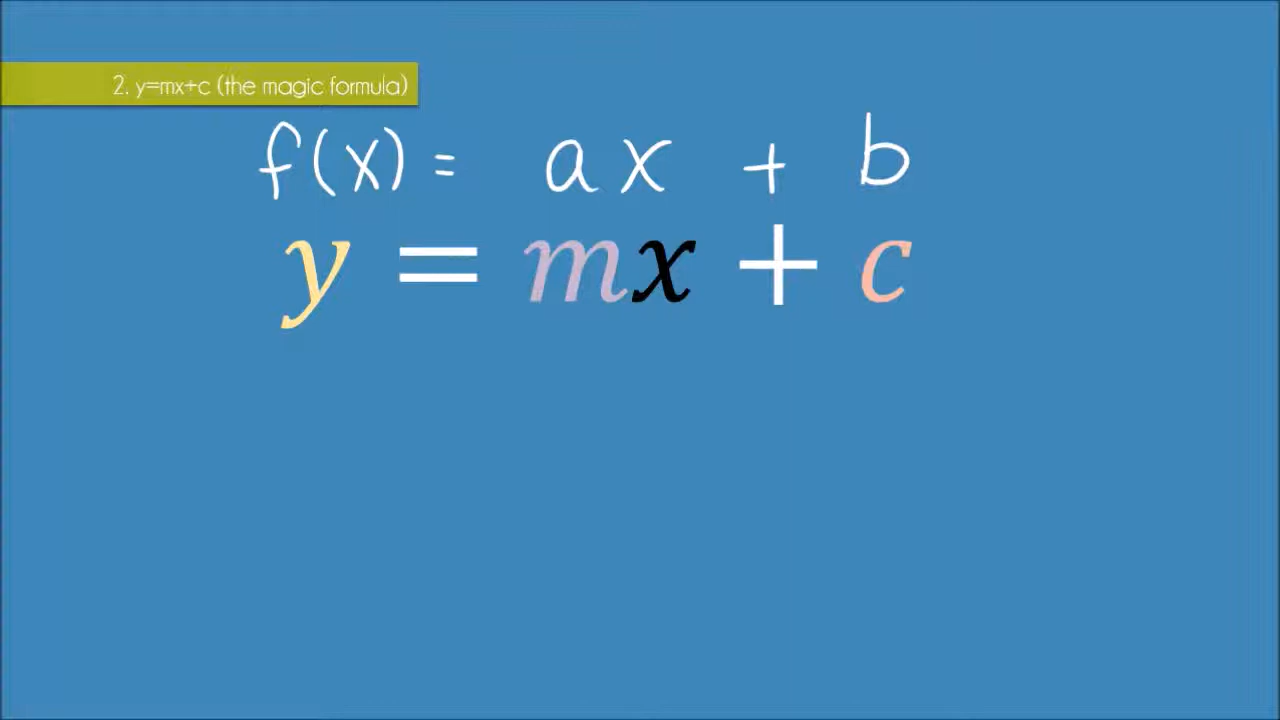 2. y=mx+c (the magic formula)
f(x) = ax + b
y = mx + c